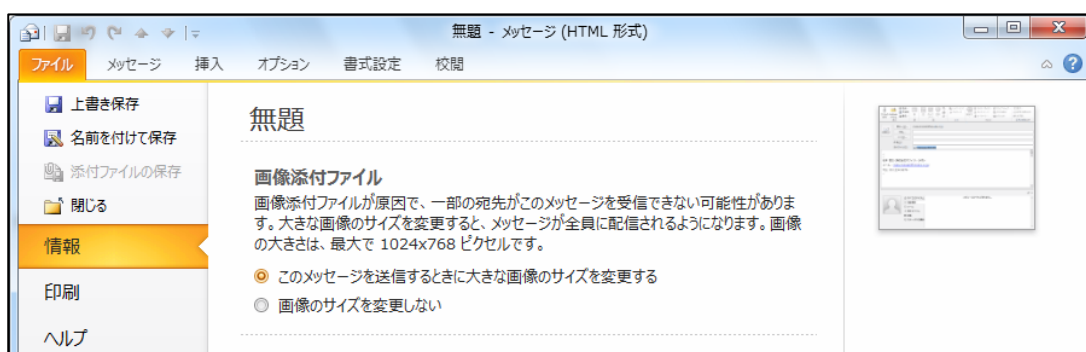 無題 - メッセージ (HTML 形式)
ファイル メッセージ 挿入 オプション 書式設定 校閲
上書き保存
名前を付けて保存
添付ファイルの保存
閉じる
情報
印刷
ヘルプ
無題
画像添付ファイル
画像添付ファイルが原因で、一部の宛先がこのメッセージを受信できない可能性がありま
す。大きな画像のサイズを変更すると、メッセージが全員に配信されるようになります。画像
の大きさは、最大で 1024x768 ピクセルです。
このメッセージを送信するときに大きな画像のサイズを変更する
画像のサイズを変更しない